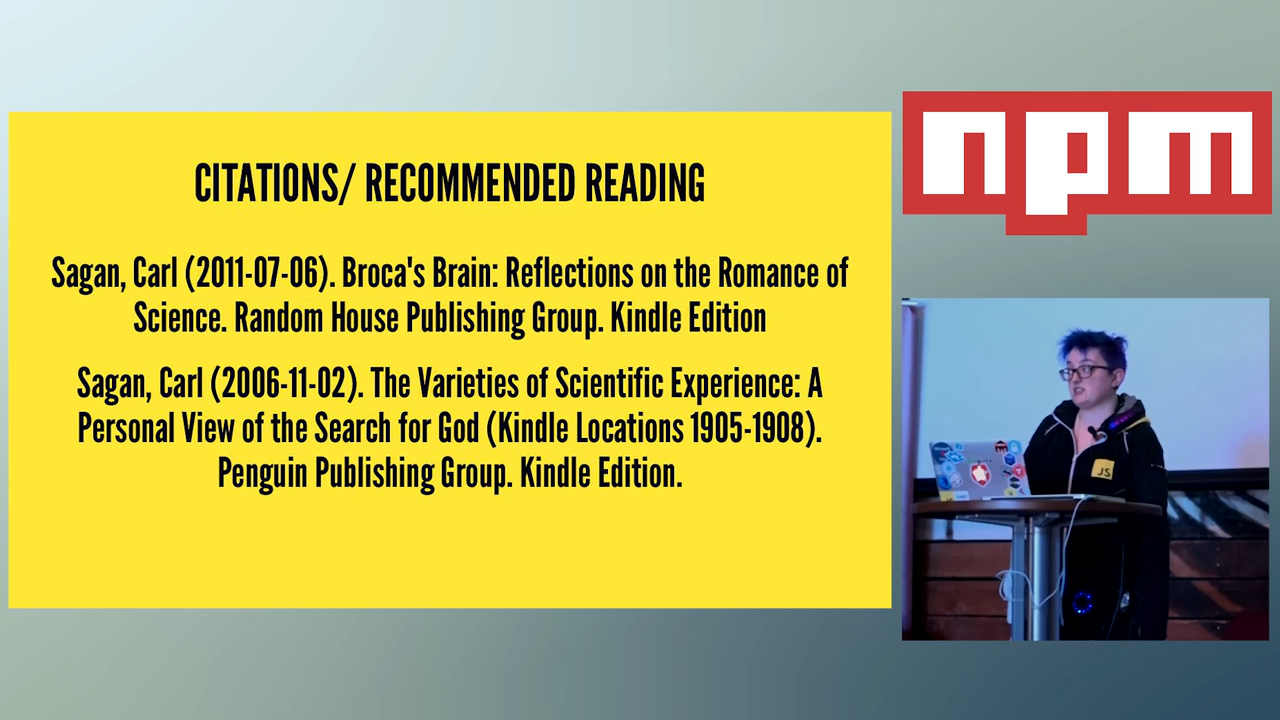 CITATIONS/ RECOMMENDED READING
Sagan, Carl (2011-07-06). Broca's Brain: Reflections on the Romance of
Science. Random House Publishing Group. Kindle Edition
Sagan, Carl (2006-11-02). The Varieties of Scientific Experience: A
Personal View of the Search for God (Kindle Locations 1905-1908).
Penguin Publishing Group. Kindle Edition.
npm
JS